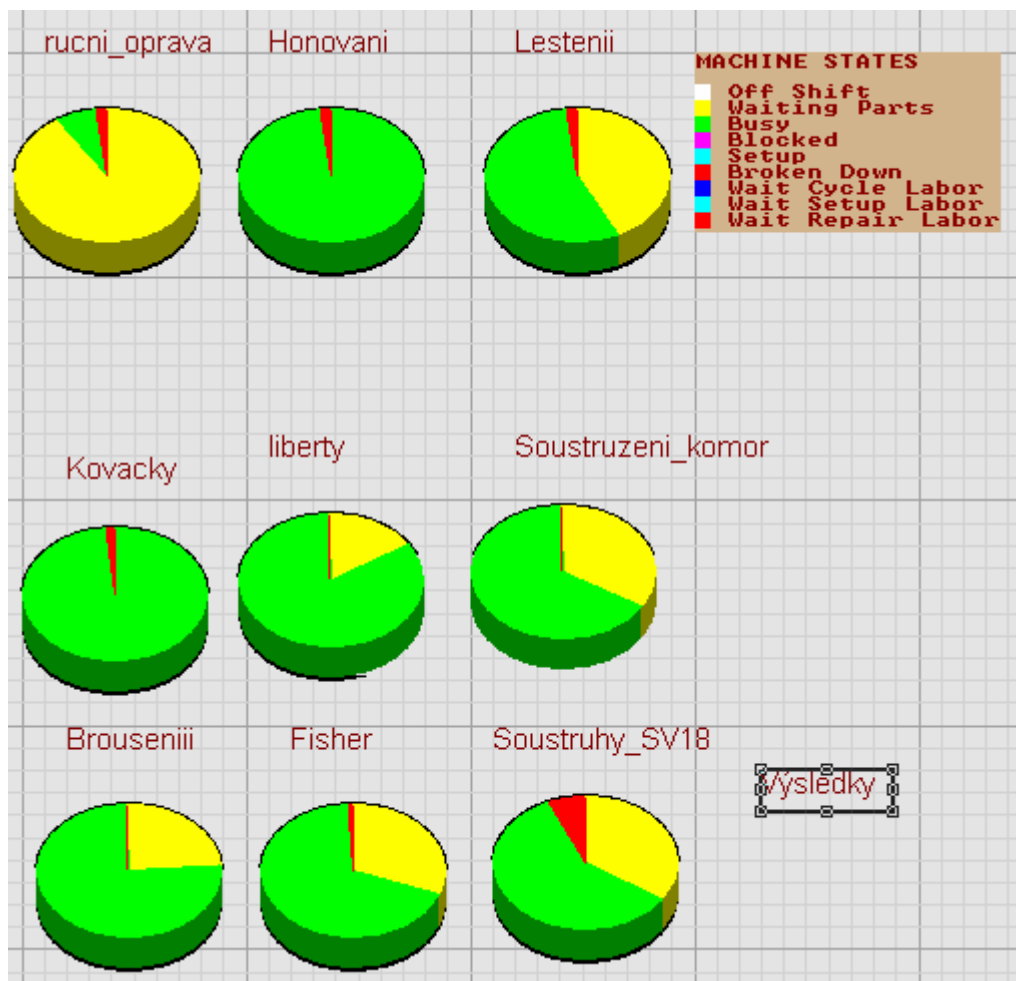 rucni_oprava
Honovani
Lestenii
MACHINE STATES
Off Shift
Waiting Parts
Busy
Blocked
Setup
Broken Down
Wait Cycle Labor
Wait Setup Labor
Wait Repair Labor
Kovacky
liberty
Soustruzeni_komor
Brouseniii
Fisher
Soustruhy_SV18
Výsledky